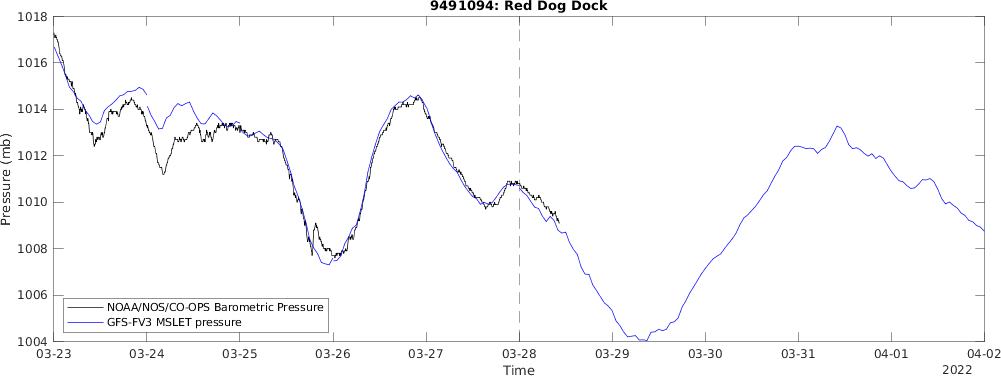 9491094: Red Dog Dock
1018
1016
1014
1012
1010
1008
1006
1004
Pressure (mb)
NOAA/NOS/CO-OPS Barometric Pressure
GFS-FV3 MSLET pressure
03-23 03-24 03-25 03-26 03-27 03-28 03-29 03-30 03-31 04-01 04-02
Time
2022